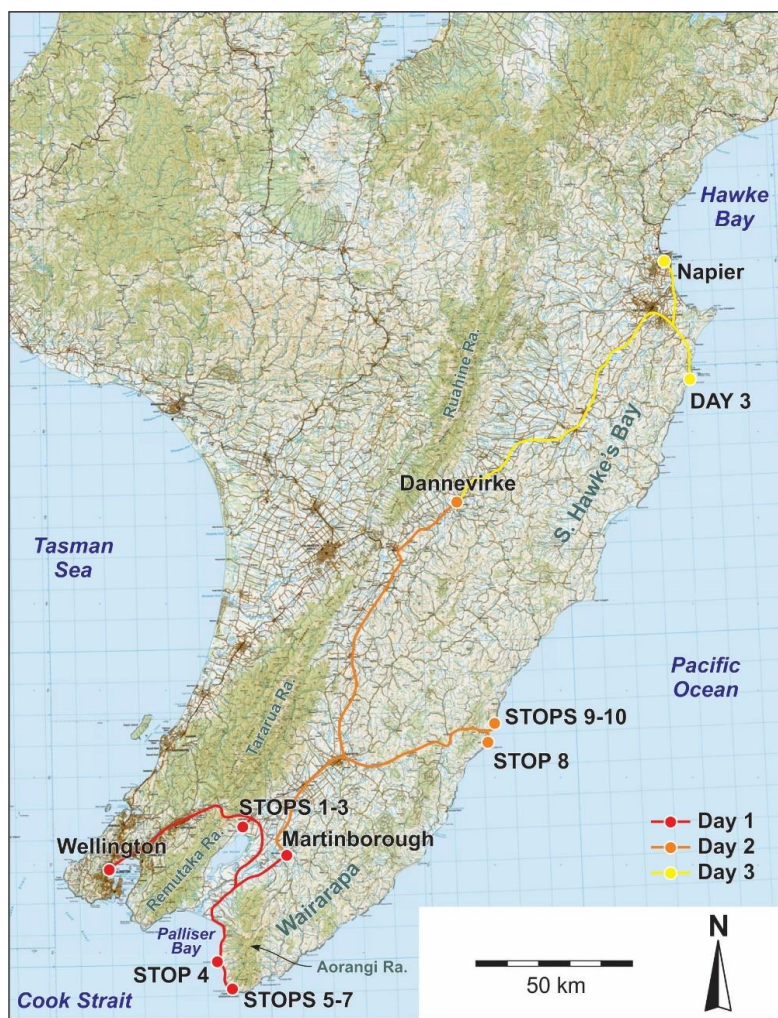 Hawke
Bay
Napier
Ruahine Ra.
DAY 3
S. Hawke's Bay
Dannevirke
Tasman
Sea
Pacific
Ocean
Tararua Ra.
STOPS 9-10
STOP 8
STOPS 1-3
Wellington
Martinborough
Remutaka Ra.
Wairarapa
Day 1
Day 2
Day 3
Palliser
Bay
STOP 4
Aorangi Ra.
STOPS 5-7
Cook Strait
50 km
N